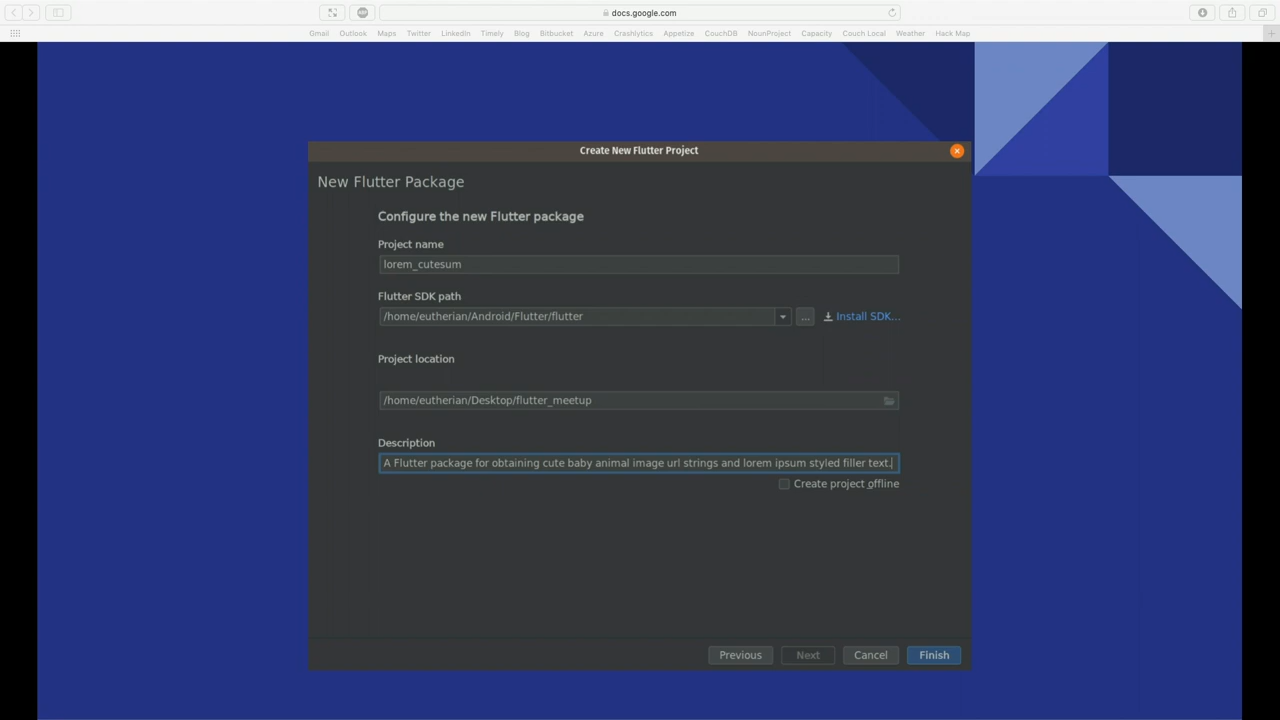 docs.google.com
Gmail Outlook Maps Twitter LinkedIn Timely Blog Bitbucket Azure Crashlytics Appetize CouchDB NounProject Capacity Couch Local Weather Hack Map
Create New Flutter Project
New Flutter Package
Configure the new Flutter package
Project name
lorem_cutesum
Flutter SDK path
/home/eutherian/Android/Flutter/flutter ... Install SDK...
Project location
/home/eutherian/Desktop/flutter_meetup
Description
A Flutter package for obtaining cute baby animal image url strings and lorem ipsum styled filler text.
Create project offline
Previous Next Cancel Finish